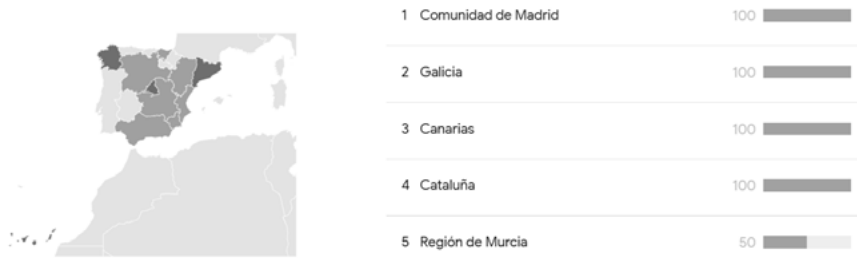 1 Comunidad de Madrid 100
2 Galicia 100
3 Canarias 100
4 Cataluña 100
5 Región de Murcia 50